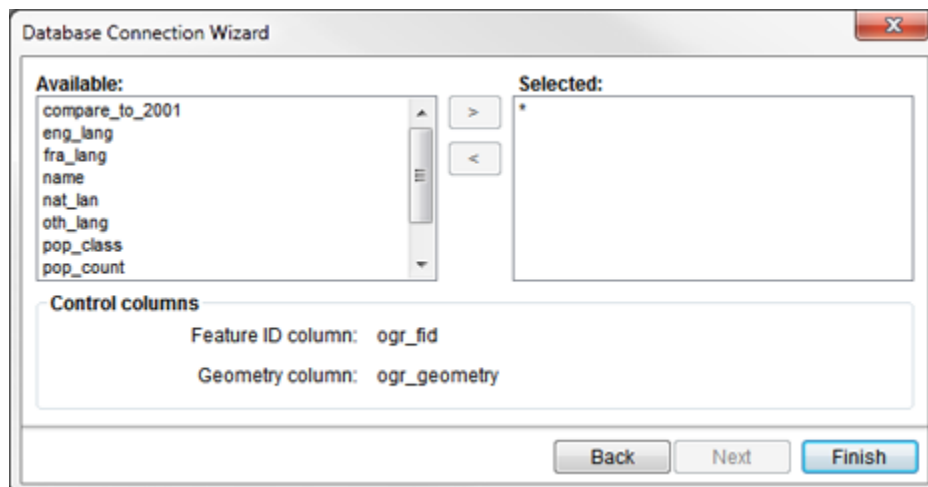 Database Connection Wizard
Available:
compare_to_2001
eng_lang
fra_lang
name
nat_lan
oth_lang
pop_class
pop_count
>
<
Selected:
*
Control columns
Feature ID column: ogr_fid
Geometry column: ogr_geometry
Back Next Finish